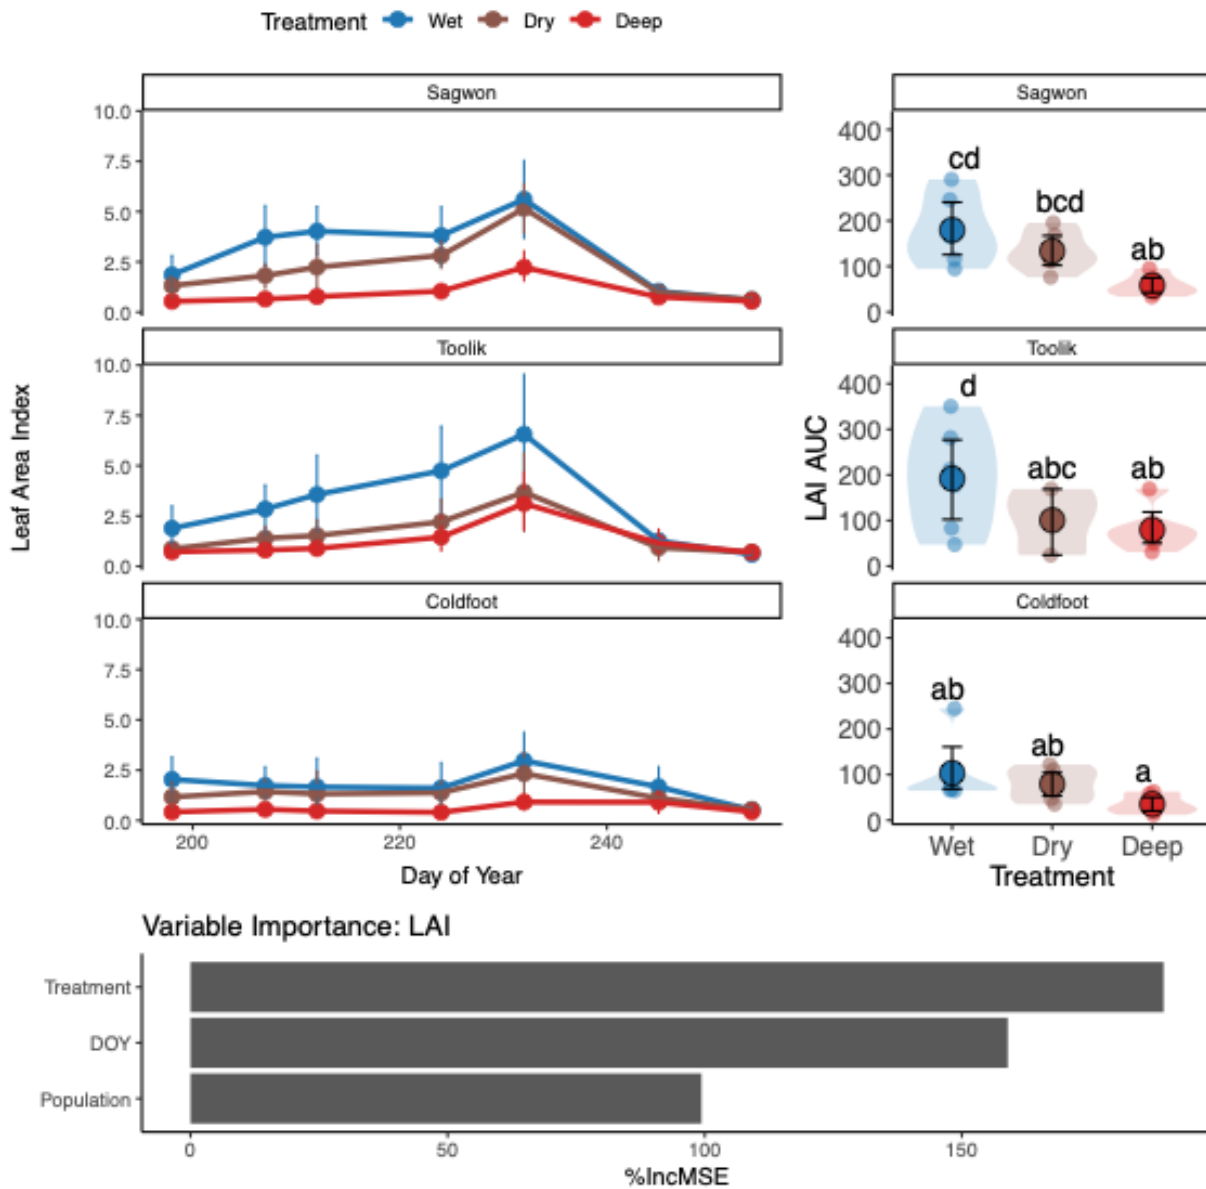 Treatment Wet Dry Deep
Sagwon
10.0
7.5
5.0
2.5
0.0
Toolik
10.0
7.5
5.0
2.5
0.0
Coldfoot
10.0
7.5
5.0
2.5
0.0
200 220 240
Day of Year
Leaf Area Index
Sagwon
400
300
200
100
0
cd
bcd
ab
Toolik
400
300
200
100
0
d
abc
ab
Coldfoot
400
300
200
100
0
ab
ab
a
Wet Dry Deep
Treatment
LAI AUC
Variable Importance: LAI
Treatment
DOY
Population
0 50 100 150
%IncMSE